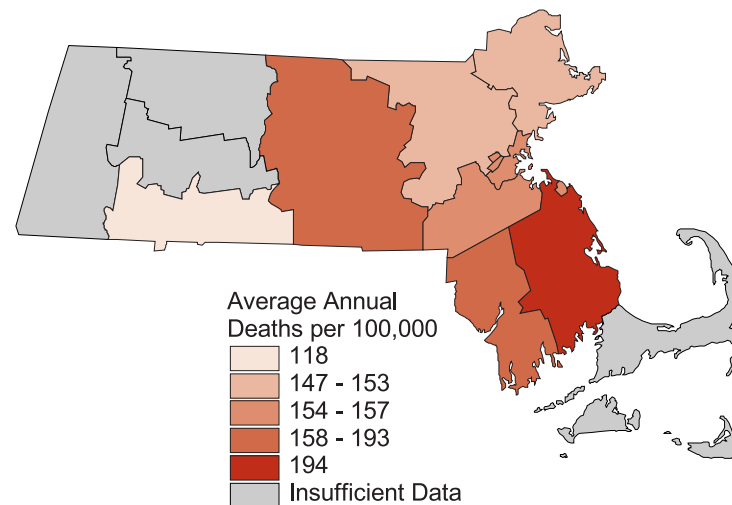 Average Annual
Deaths per 100,000
118
147 - 153
154 - 157
158 - 193
194
Insufficient Data